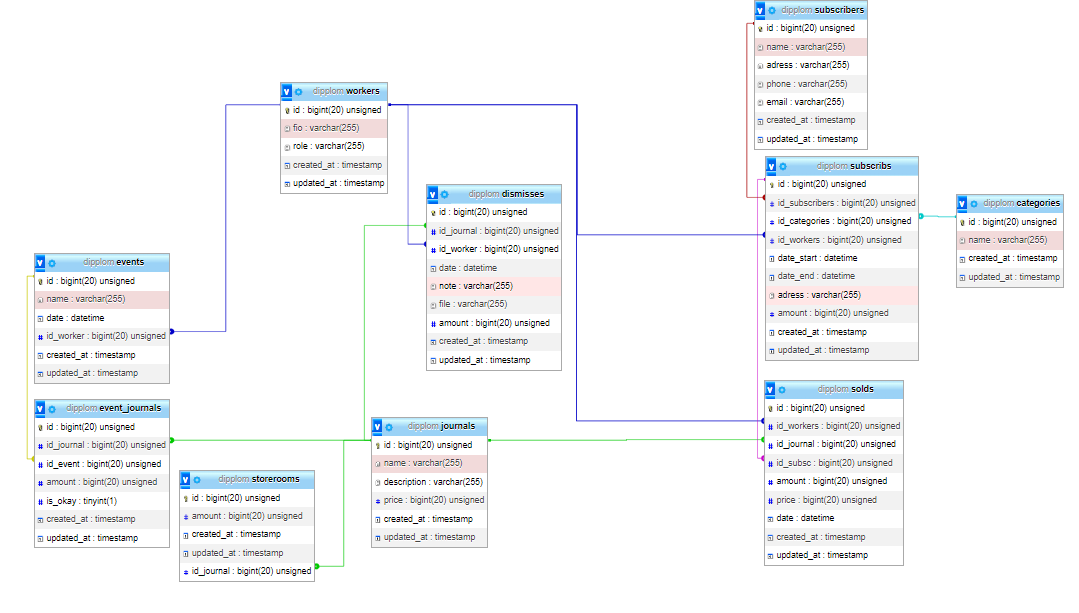 dipplom subscribers
id : bigint(20) unsigned
name : varchar(255)
adress : varchar(255)
phone : varchar(255)
email : varchar(255)
created_at : timestamp
updated_at : timestamp
dipplom workers
id : bigint(20) unsigned
fio : varchar(255)
role : varchar(255)
created_at : timestamp
updated_at : timestamp
dipplom subscribs
id : bigint(20) unsigned
id_subscribers : bigint(20) unsigned
id_categories : bigint(20) unsigned
id_workers : bigint(20) unsigned
date_start : datetime
date_end : datetime
adress : varchar(255)
amount : bigint(20) unsigned
created_at : timestamp
updated_at : timestamp
dipplom dismisses
id : bigint(20) unsigned
id_journal : bigint(20) unsigned
id_worker : bigint(20) unsigned
date : datetime
note : varchar(255)
file : varchar(255)
amount : bigint(20) unsigned
created_at : timestamp
updated_at : timestamp
dipplom categories
id : bigint(20) unsigned
name : varchar(255)
created_at : timestamp
updated_at : timestamp
dipplom events
id : bigint(20) unsigned
name : varchar(255)
date : datetime
id_worker : bigint(20) unsigned
created_at : timestamp
updated_at : timestamp
dipplom solds
id : bigint(20) unsigned
id_workers : bigint(20) unsigned
id_journal : bigint(20) unsigned
id_subsc : bigint(20) unsigned
amount : bigint(20) unsigned
price : bigint(20) unsigned
date : datetime
created_at : timestamp
updated_at : timestamp
dipplom event_journals
id : bigint(20) unsigned
id_journal : bigint(20) unsigned
id_event : bigint(20) unsigned
amount : bigint(20) unsigned
is_okay : tinyint(1)
created_at : timestamp
updated_at : timestamp
dipplom journals
id : bigint(20) unsigned
name : varchar(255)
description : varchar(255)
price : bigint(20) unsigned
created_at : timestamp
updated_at : timestamp
dipplom storerooms
id : bigint(20) unsigned
amount : bigint(20) unsigned
created_at : timestamp
updated_at : timestamp
id_journal : bigint(20) unsigned